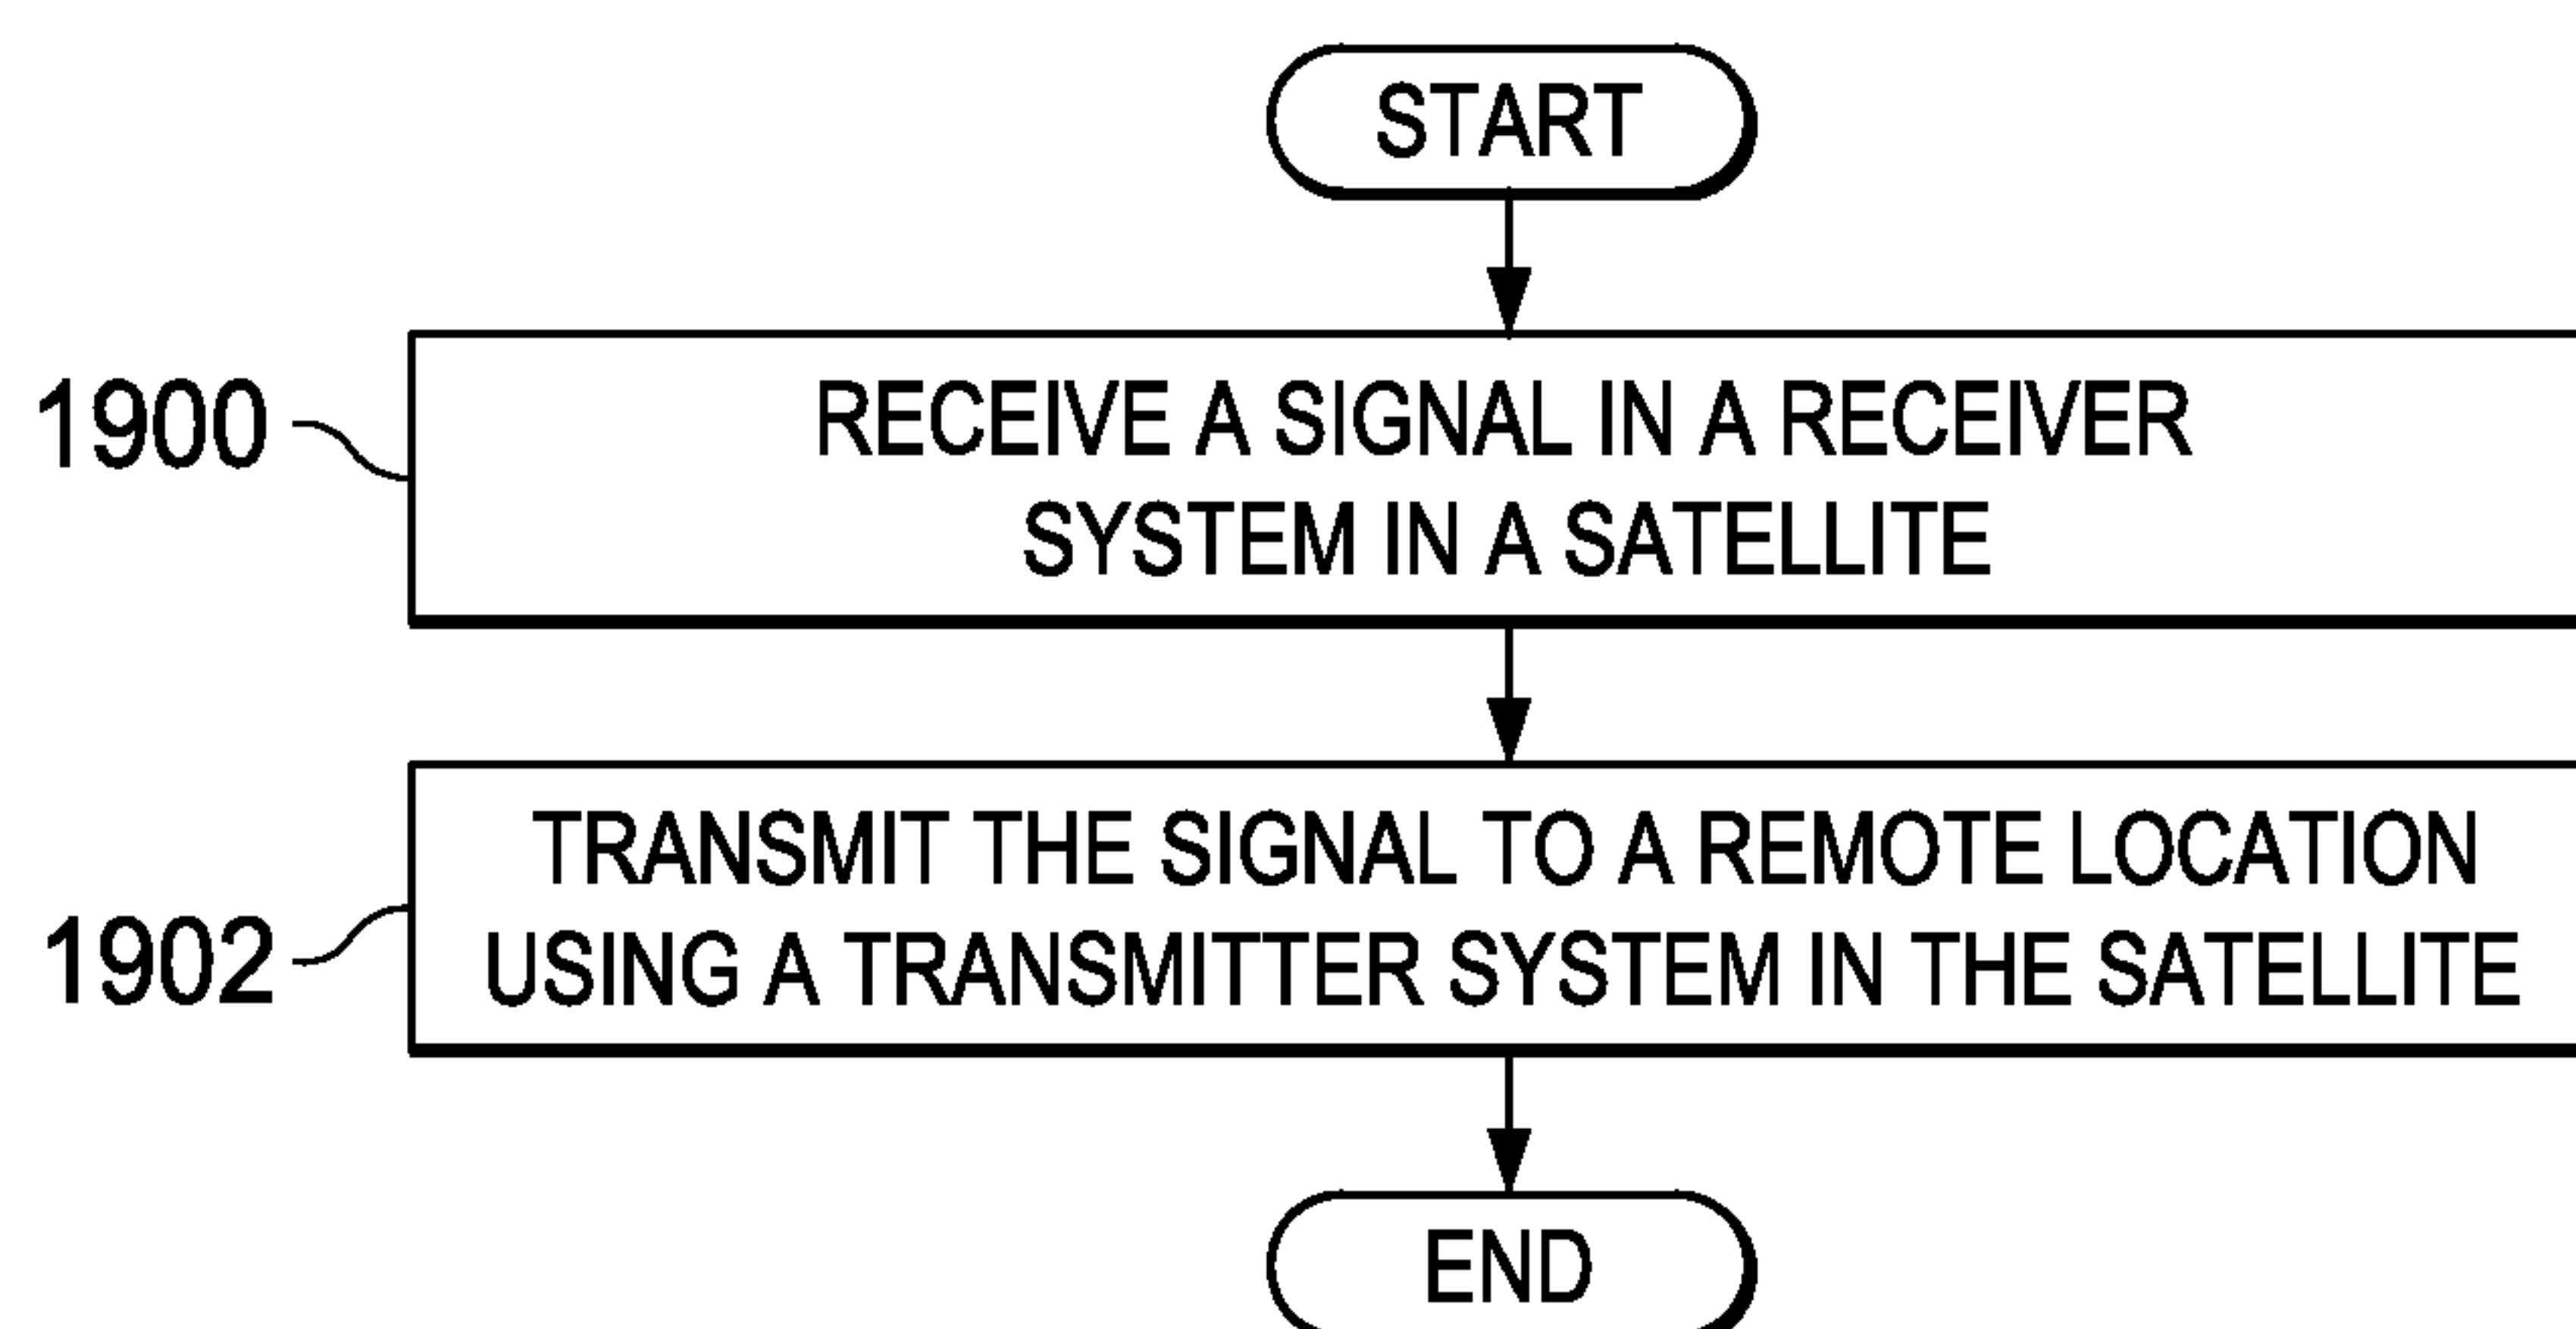 START
1900
RECEIVE A SIGNAL IN A RECEIVER
SYSTEM IN A SATELLITE
TRANSMIT THE SIGNAL TO A REMOTE LOCATION
1902
USING A TRANSMITTER SYSTEM IN THE SATELLITE
END